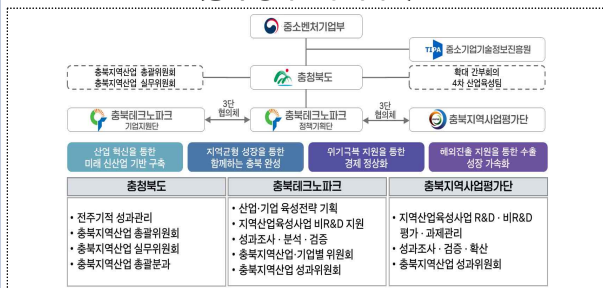 중소벤처기업부
TIPA 중소기업기술정보진흥원
충북지역산업 총괄위원회
충북지역산업 실무위원회
충청북도
확대 간부회의
4차 산업육성팀
충북테크노파크
기업지원단
3단
협의체
충북테크노파크
정책기획단
3단
협의체
충북지역사업평가단
산업 혁신을 통한
미래 신산업 기반 구축
지역균형 성장을 통한
함께하는 충북 완성
위기극복 지원을 통한
경제 정상화
해외진출 지원을 통한 수출
성장 가속화
충청북도
충북테크노파크
충북지역사업평가단
• 전주기적 성과관리
• 충북지역산업 총괄위원회
• 충북지역산업 실무위원회
• 충북지역산업 총괄분과
• 산업·기업 육성전략 기획
• 지역산업육성사업 비R&D 지원
• 성과조사·분석·검증
• 충북지역산업·기업별 위원회
• 충북지역산업 성과위원회
• 지역산업육성사업 R&D·비R&D
평가·과제관리
• 성과조사·검증·확산
• 충북지역산업 성과위원회